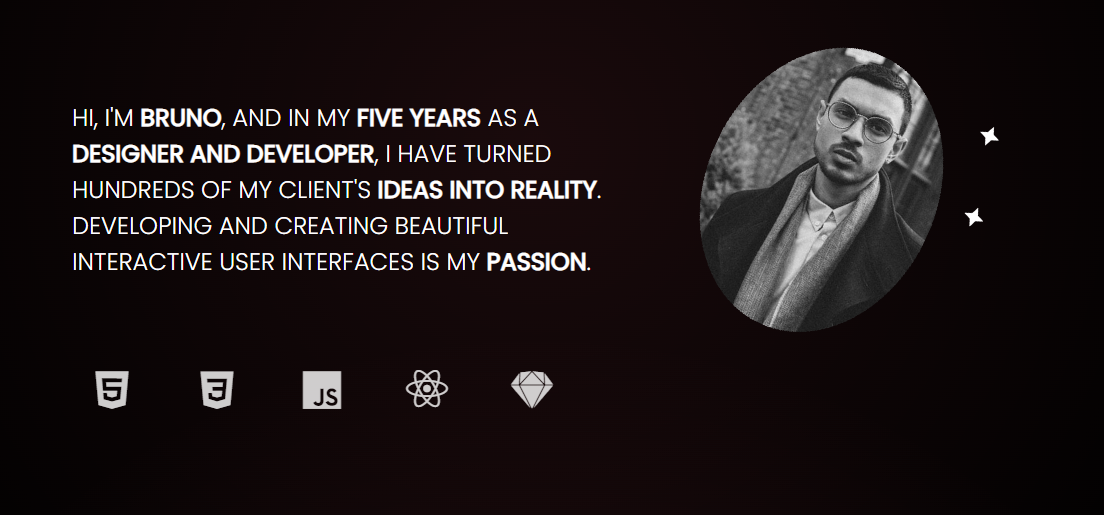 HI, I'M BRUNO, AND IN MY FIVE YEARS AS A
DESIGNER AND DEVELOPER, I HAVE TURNED
HUNDREDS OF MY CLIENT'S IDEAS INTO REALITY.
DEVELOPING AND CREATING BEAUTIFUL
INTERACTIVE USER INTERFACES IS MY PASSION.
5
3
JS